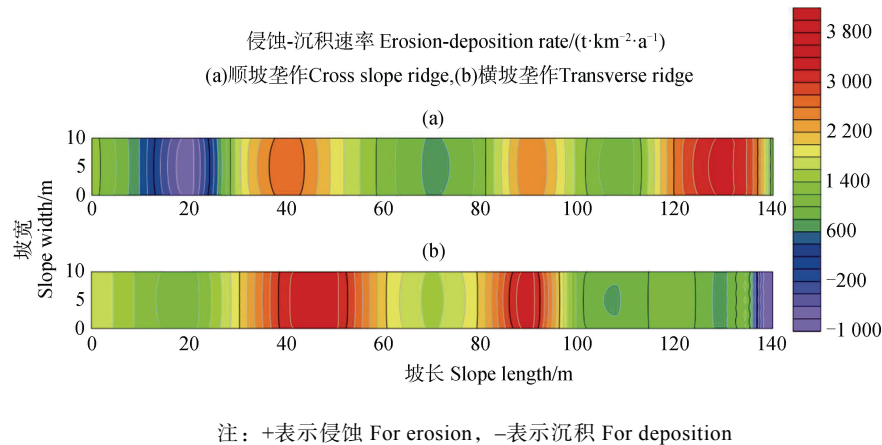 侵蚀-沉积速率 Erosion-deposition rate/(t·km⁻²·a⁻¹)
(a)顺坡垄作Cross slope ridge,(b)横坡垄作Transverse ridge
(a)
10
5
0
0 20 40 60 80 100 120 140
(b)
10
5
0
0 20 40 60 80 100 120 140
坡宽
Slope width/m
坡长 Slope length/m
3 800
3 000
2 200
1 400
600
−200
−1 000
注：+表示侵蚀 For erosion，–表示沉积 For deposition